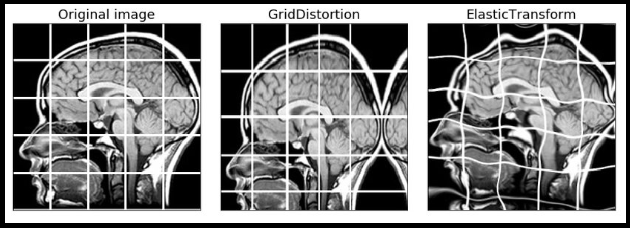 Original image
GridDistortion
ElasticTransform